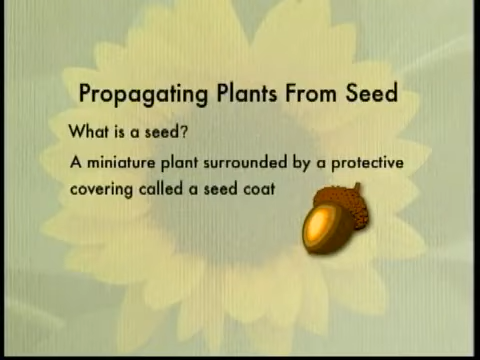 Propagating Plants From Seed
What is a seed?
A miniature plant surrounded by a protective
covering called a seed coat